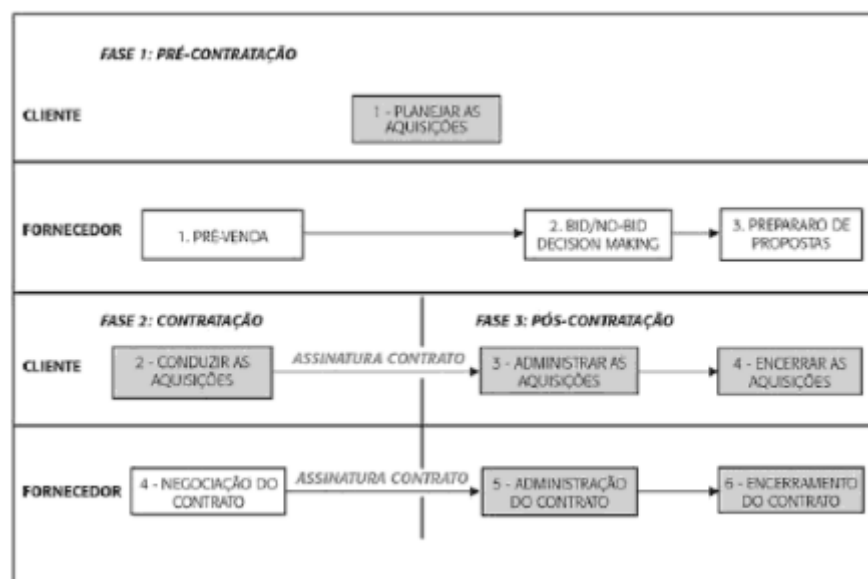 FASE 1: PRÉ-CONTRATAÇÃO
CLIENTE
1 - PLANEJAR AS
AQUISIÇÕES
FORNECEDOR
1. PRÉ-VENDA
2. BID/NO-BID
DECISION MAKING
3. PREPARARO DE
PROPOSTAS
FASE 2: CONTRATAÇÃO
FASE 3: PÓS-CONTRATAÇÃO
CLIENTE
2 - CONDUZIR AS
AQUISIÇÕES
ASSINATURA CONTRATO
3 - ADMINISTRAR AS
AQUISIÇÕES
4 - ENCERRAR AS
AQUISIÇÕES
FORNECEDOR
4 - NEGOCIAÇÃO DO
CONTRATO
ASSINATURA CONTRATO
5 - ADMINISTRAÇÃO
DO CONTRATO
6 - ENCERRAMENTO
DO CONTRATO